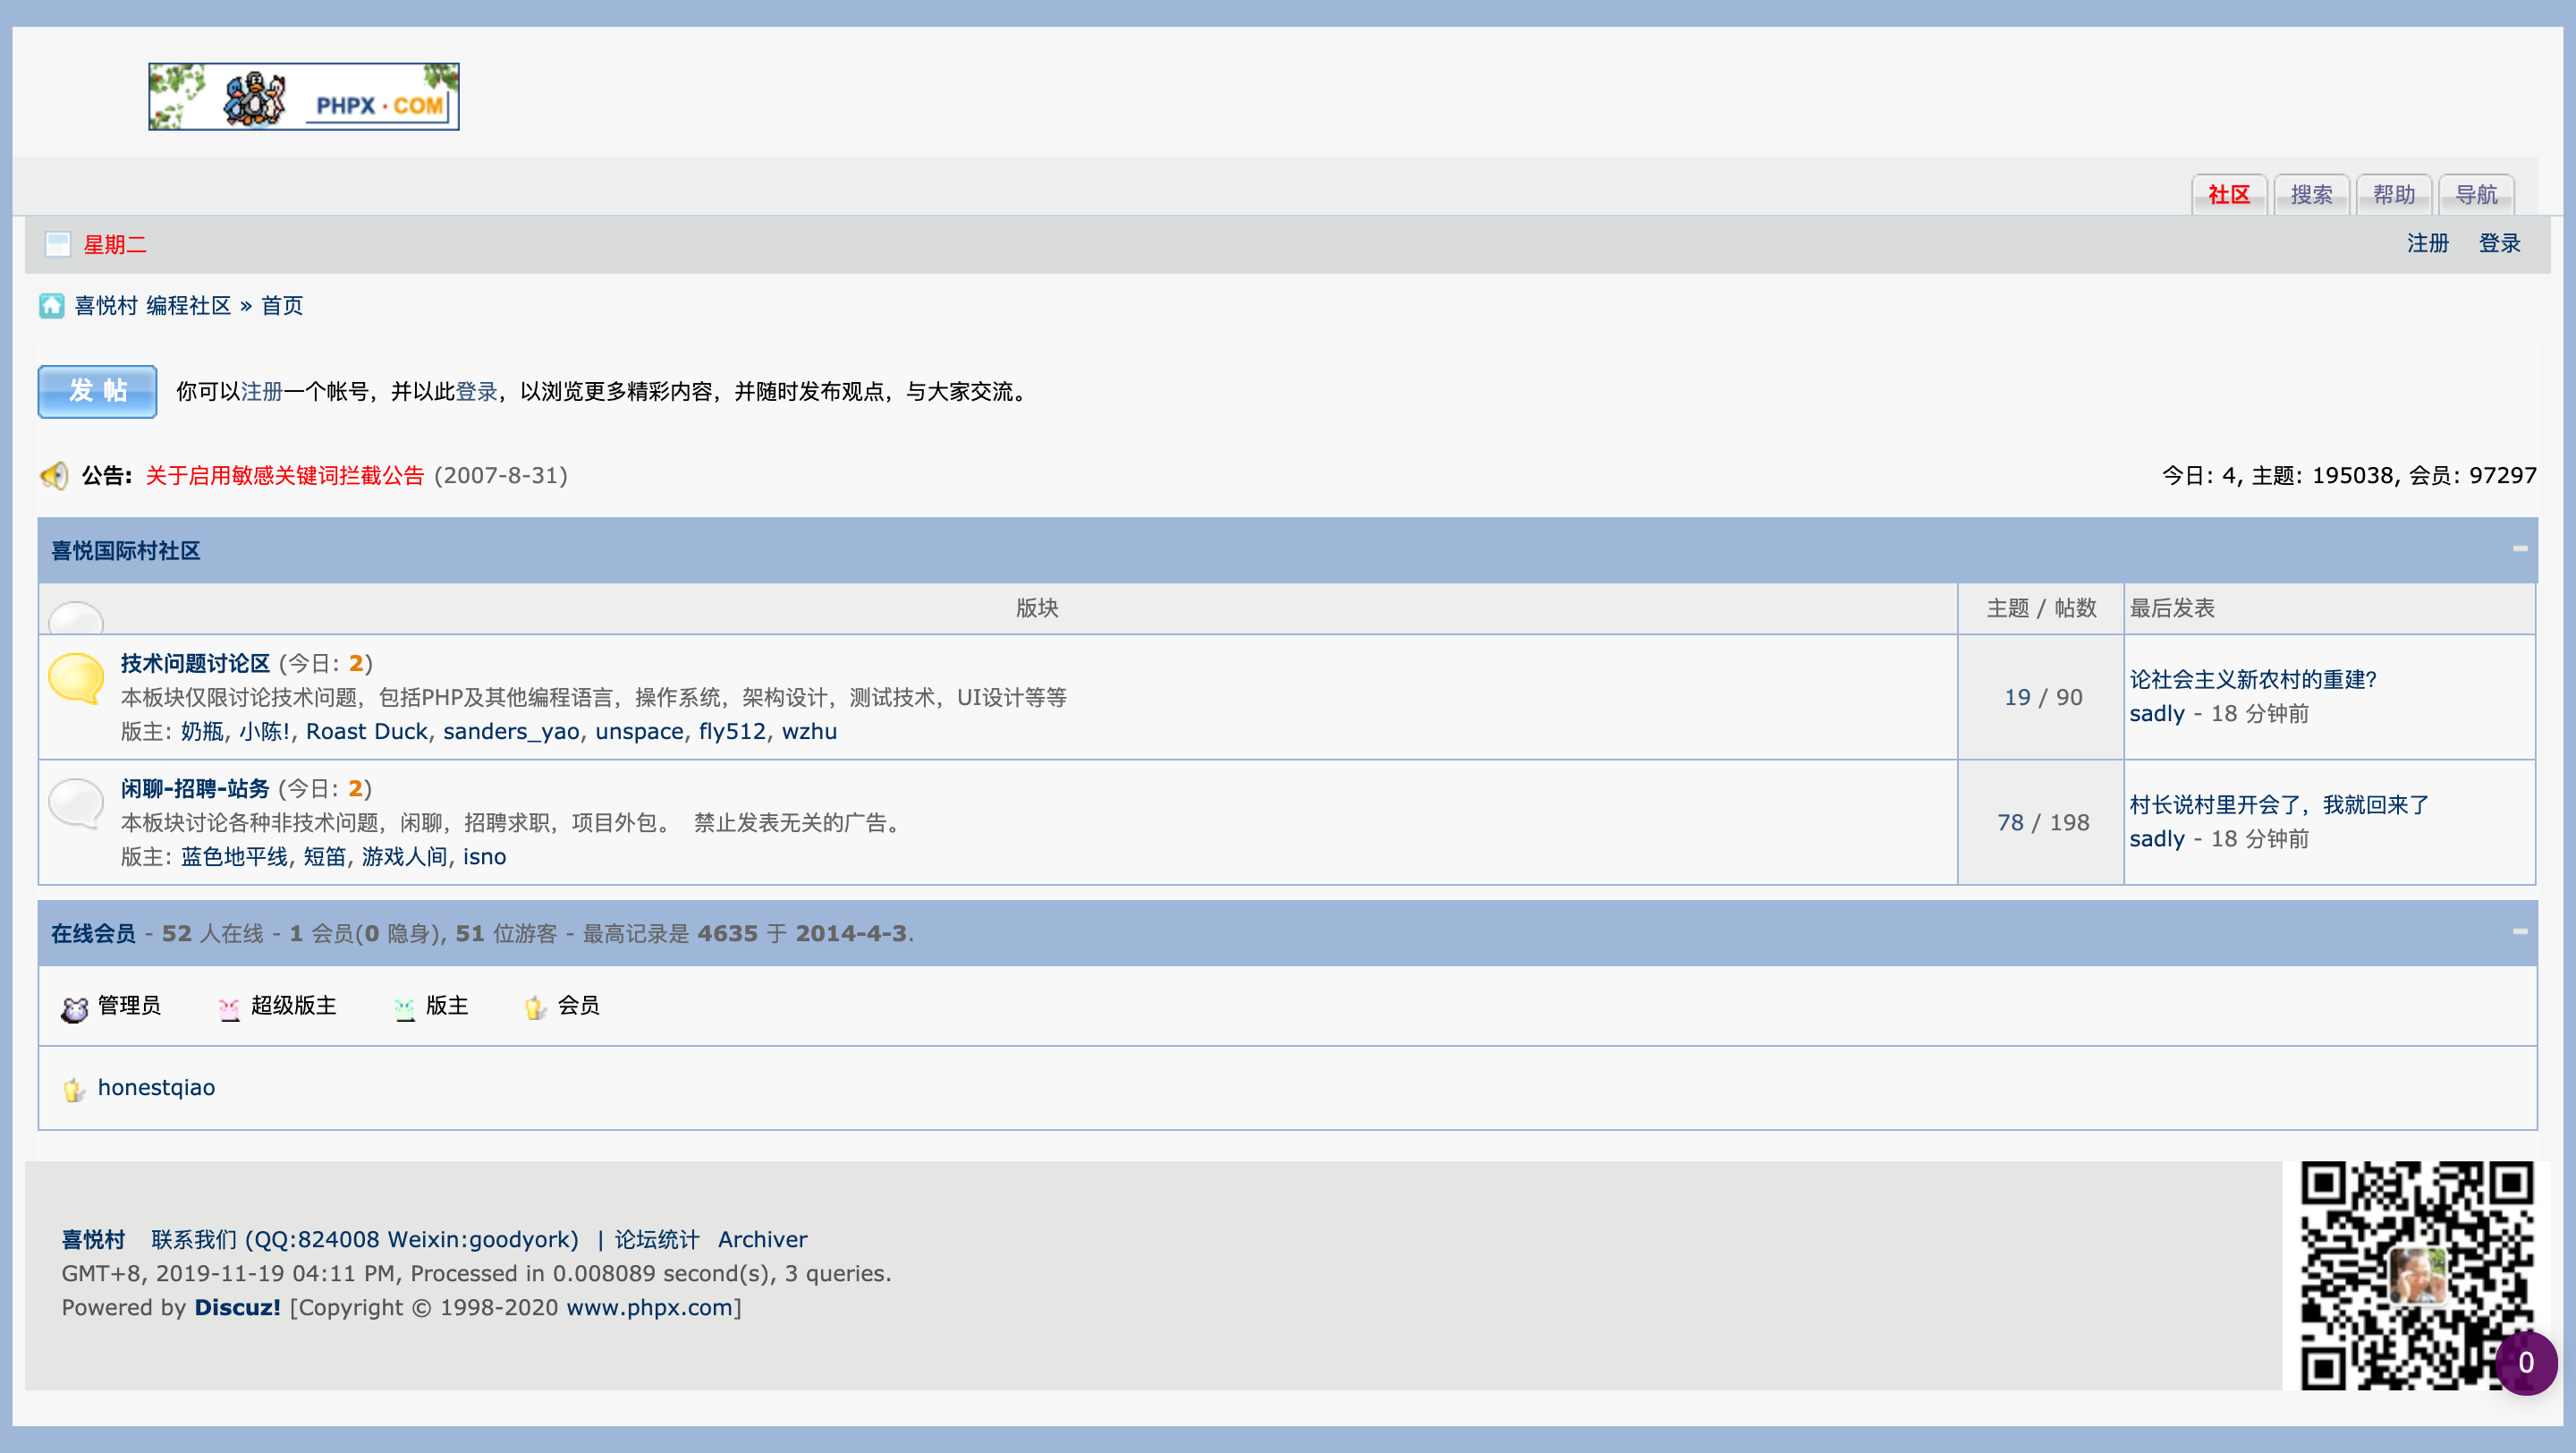 PHPX·COM
社区 搜索 帮助 导航
星期二 注册 登录
喜悦村 编程社区 » 首页
发 帖 你可以注册一个帐号，并以此登录，以浏览更多精彩内容，并随时发布观点，与大家交流。
公告: 关于启用敏感关键词拦截公告 (2007-8-31) 今日: 4, 主题: 195038, 会员: 97297
喜悦国际村社区
版块 主题 / 帖数 最后发表
技术问题讨论区 (今日: 2)
本板块仅限讨论技术问题，包括PHP及其他编程语言，操作系统，架构设计，测试技术，UI设计等等
版主: 奶瓶, 小陈!, Roast Duck, sanders_yao, unspace, fly512, wzhu
19 / 90
论社会主义新农村的重建?
sadly - 18 分钟前
闲聊-招聘-站务 (今日: 2)
本板块讨论各种非技术问题，闲聊，招聘求职，项目外包。 禁止发表无关的广告。
版主: 蓝色地平线, 短笛, 游戏人间, isno
78 / 198
村长说村里开会了，我就回来了
sadly - 18 分钟前
在线会员 - 52 人在线 - 1 会员(0 隐身), 51 位游客 - 最高记录是 4635 于 2014-4-3.
管理员 超级版主 版主 会员
honestqiao
喜悦村 联系我们 (QQ:824008 Weixin:goodyork) | 论坛统计 Archiver
GMT+8, 2019-11-19 04:11 PM, Processed in 0.008089 second(s), 3 queries.
Powered by Discuz! [Copyright © 1998-2020 www.phpx.com]
0